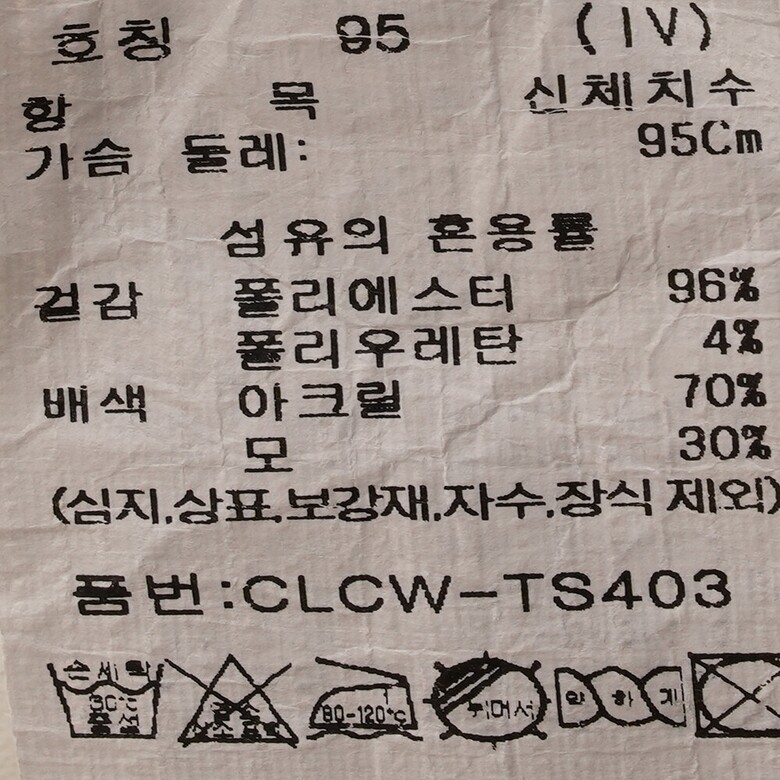 호칭 95 (IV)
항 목 신체치수
가슴 둘레: 95Cm
섬유의 혼용률
겉감 폴리에스터 96%
폴리우레탄 4%
배색 아크릴 70%
모 30%
(심지,상표,보강재,자수,장식 제외)
품번:CLCW-TS403
손세탁 80-120℃ 뉘여서 약 하 게
30℃
중성